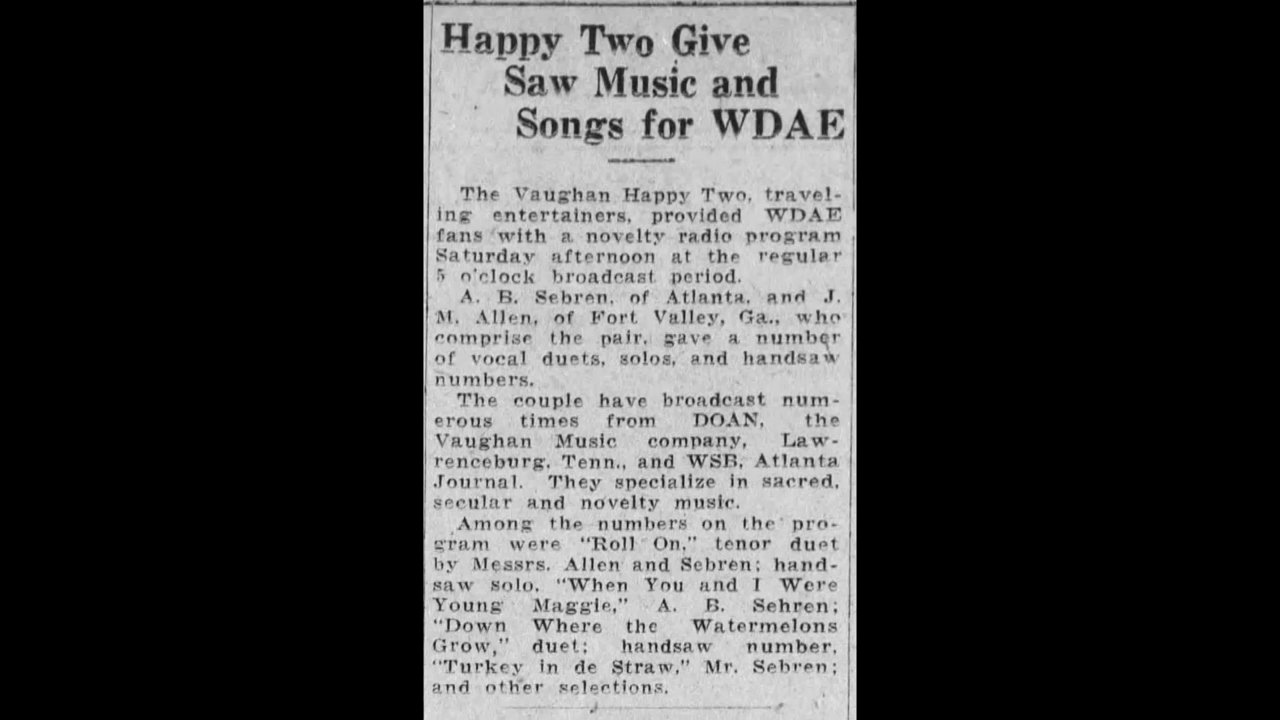 Happy Two Give
Saw Music and
Songs for WDAE
The Vaughan Happy Two, travel-
ing entertainers, provided WDAE
fans with a novelty radio program
Saturday afternoon at the regular
5 o'clock broadcast period.
A. B. Sebren, of Atlanta, and J.
M. Allen, of Fort Valley, Ga., who
comprise the pair, gave a number
of vocal duets, solos, and handsaw
numbers.
The couple have broadcast num-
erous times from DOAN, the
Vaughan Music company, Law-
renceburg, Tenn., and WSB, Atlanta
Journal. They specialize in sacred,
secular and novelty music.
Among the numbers on the pro-
gram were "Roll On," tenor duet
by Messrs. Allen and Sebren; hand-
saw solo, "When You and I Were
Young Maggie," A. B. Sehren;
"Down Where the Watermelons
Grow," duet; handsaw number,
"Turkey in de Straw," Mr. Sebren;
and other selections.